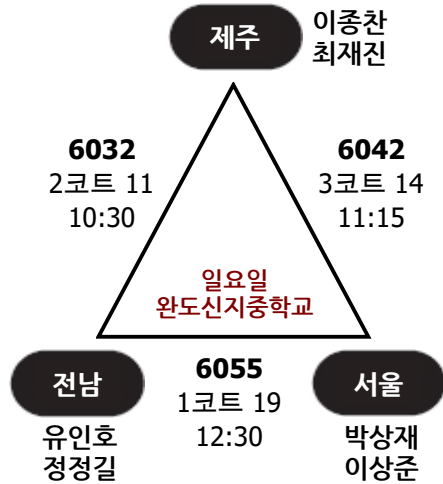 제주
이종찬
최재진
6032
2코트 11
10:30
6042
3코트 14
11:15
일요일
완도신지중학교
전남
유인호
정정길
6055
1코트 19
12:30
서울
박상재
이상준